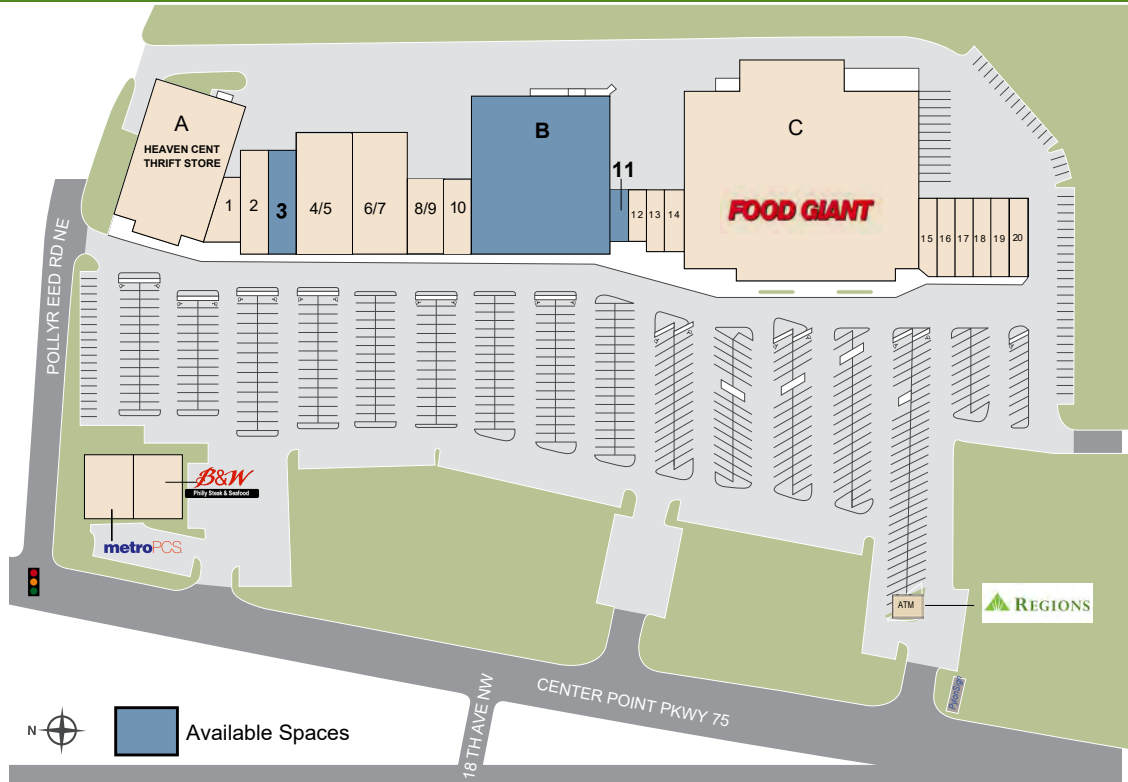 A
HEAVEN CENT
THRIFT STORE
1
2
3
4/5
6/7
8/9
10
B
11
12
13
14
C
FOOD GIANT
15
16
17
18
19
20
POLLYREED RD NE
B&W
Philly Steak & Seafood
metroPCS.
ATM
REGIONS
PylonSign
CENTER POINT PKWY 75
18 TH AVE NW
N
Available Spaces